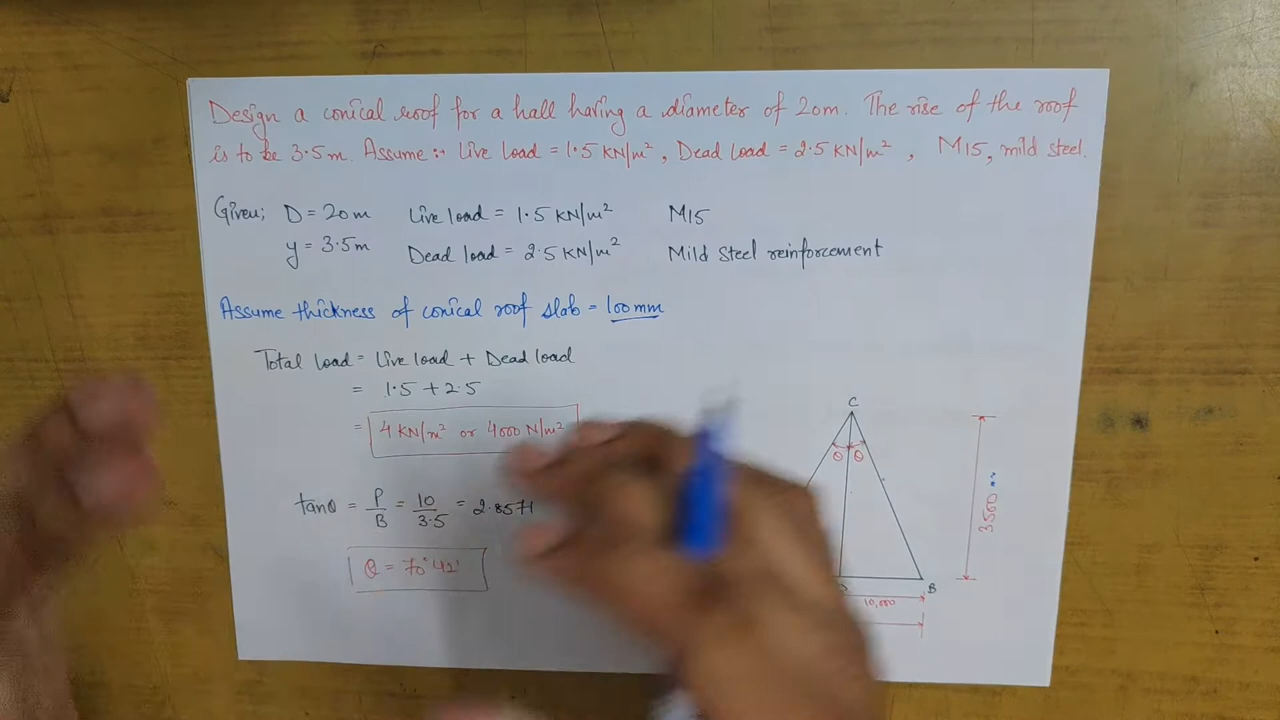 Design a conical roof for a hall having a diameter of 20m. The rise of the roof
is to be 3.5m. Assume:- Live load = 1.5 KN/m², Dead load = 2.5 KN/m², M15, mild steel.
Given; D = 20m Live load = 1.5 KN/m² M15
y = 3.5m Dead load = 2.5 KN/m² Mild steel reinforcement
Assume thickness of conical roof slab = 100mm
Total load = Live load + Dead load
= 1.5 + 2.5
= 4 KN/m² or 4000 N/m²
tanθ = P/B = 10/3.5 = 2.8571
θ = 70°42'
C
θ θ
3500
B
10,000